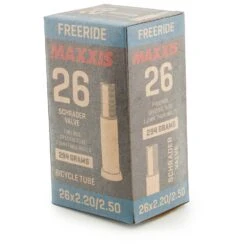 FREERIDE
MAXXIS
26
SCHRADER
VALVE
294 GRAMS
BICYCLE TUBE
26x2.20/2.50
FREERIDE
MAXXIS
26
294 GRAMS
SCHRADER
VALVE
26x2.20/2.50